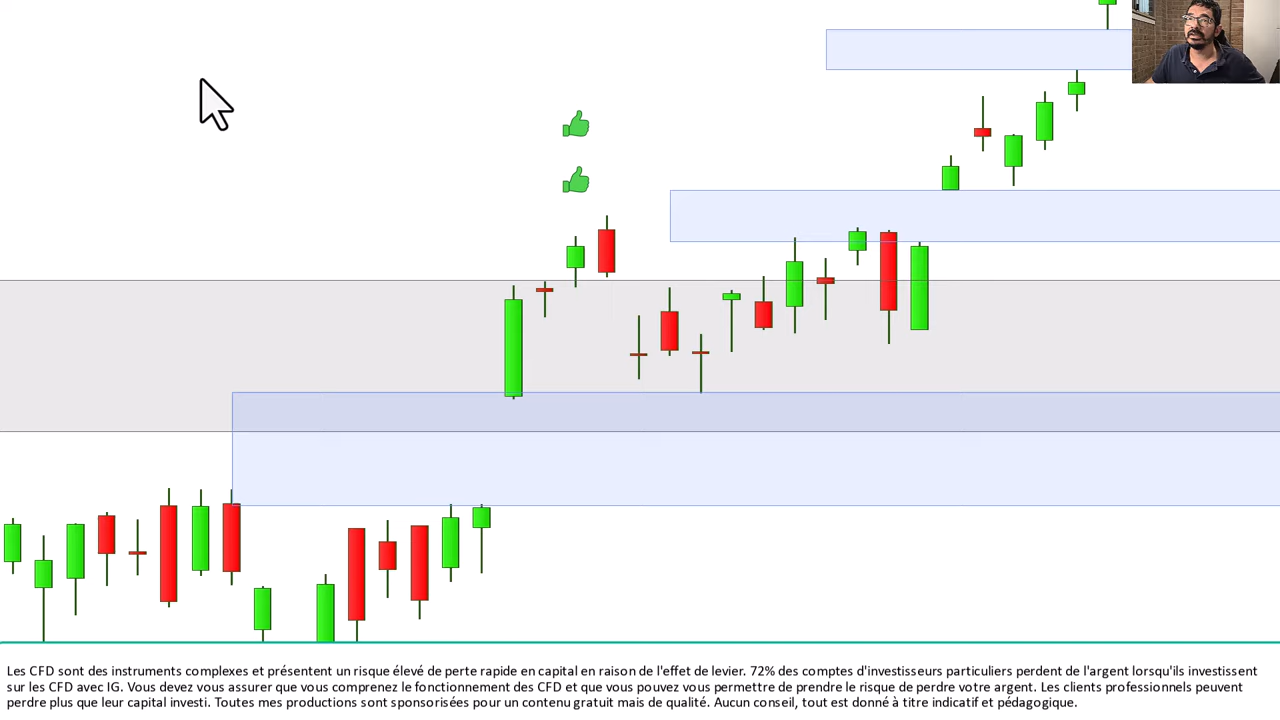 Les CFD sont des instruments complexes et présentent un risque élevé de perte rapide en capital en raison de l'effet de levier. 72% des comptes d'investisseurs particuliers perdent de l'argent lorsqu'ils investissent
sur les CFD avec IG. Vous devez vous assurer que vous comprenez le fonctionnement des CFD et que vous pouvez vous permettre de prendre le risque de perdre votre argent. Les clients professionnels peuvent
perdre plus que leur capital investi. Toutes mes productions sont sponsorisées pour un contenu gratuit mais de qualité. Aucun conseil, tout est donné à titre indicatif et pédagogique.